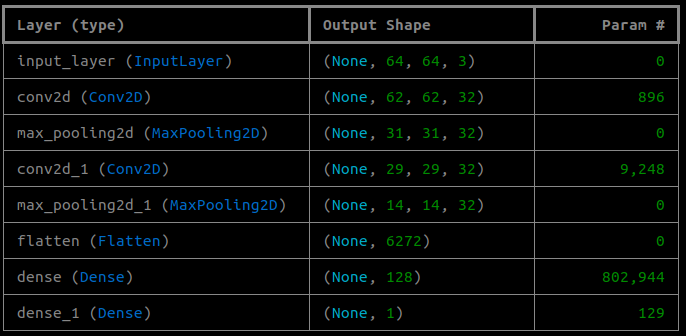 Layer (type) Output Shape Param #
input_layer (InputLayer) (None, 64, 64, 3) 0
conv2d (Conv2D) (None, 62, 62, 32) 896
max_pooling2d (MaxPooling2D) (None, 31, 31, 32) 0
conv2d_1 (Conv2D) (None, 29, 29, 32) 9,248
max_pooling2d_1 (MaxPooling2D) (None, 14, 14, 32) 0
flatten (Flatten) (None, 6272) 0
dense (Dense) (None, 128) 802,944
dense_1 (Dense) (None, 1) 129